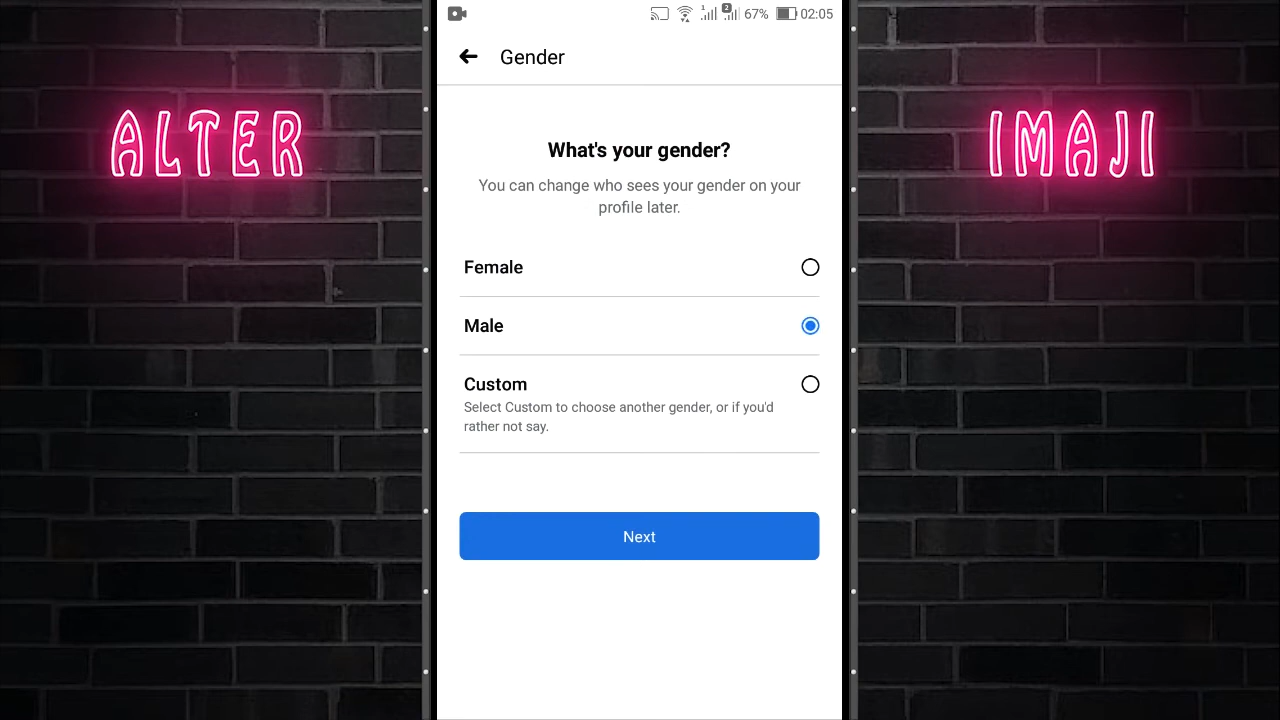 ALTER
IMAJI
2
67%
02:05
Gender
What's your gender?
You can change who sees your gender on your
profile later.
Female
Male
Custom
Select Custom to choose another gender, or if you'd
rather not say.
Next